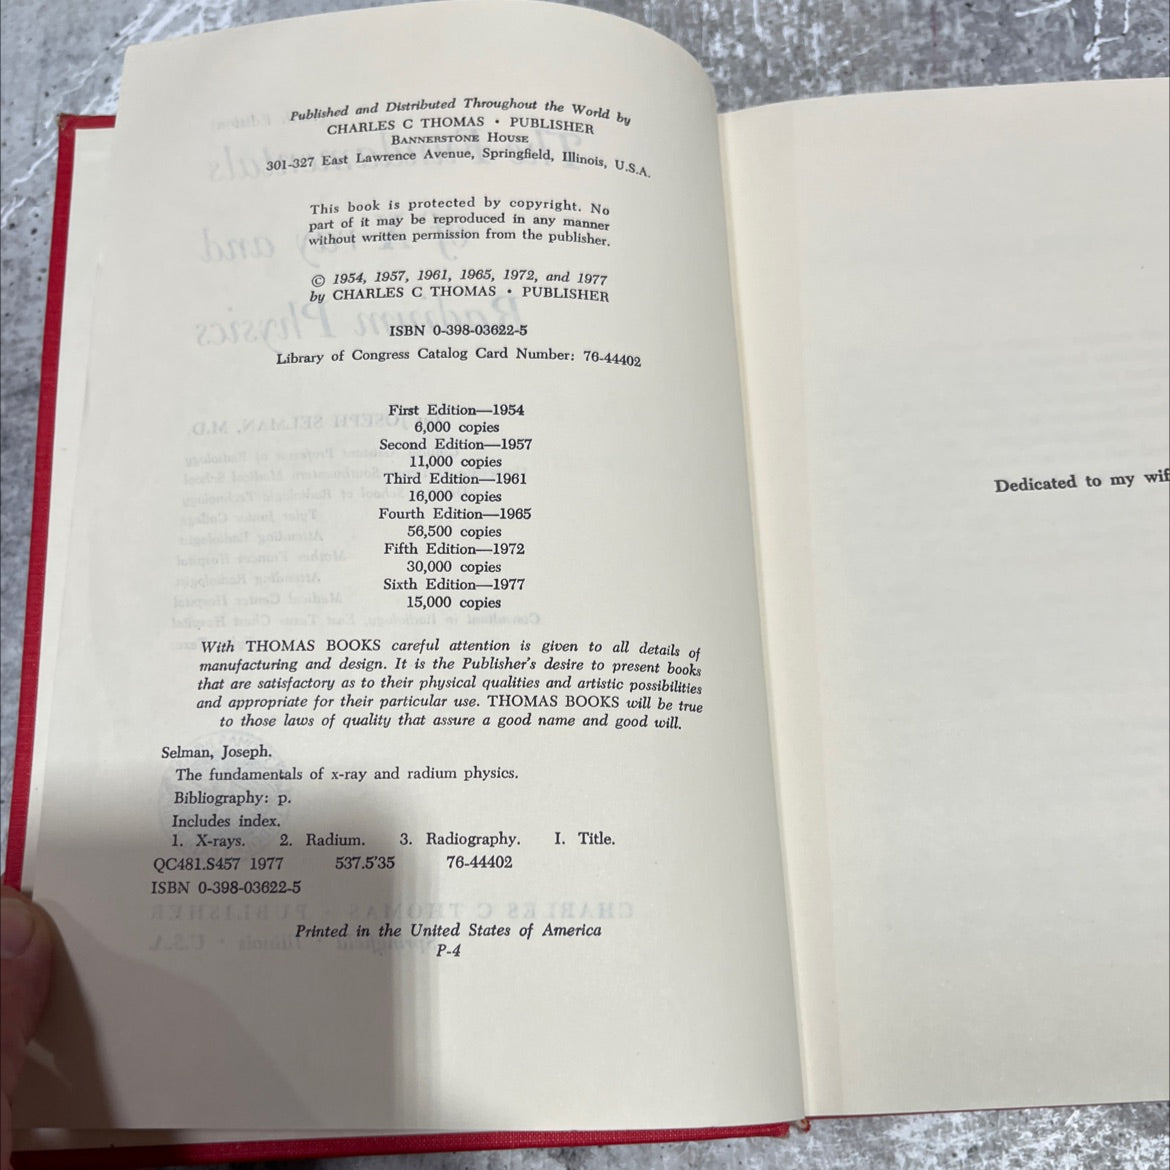 Published and Distributed Throughout the World by
CHARLES C THOMAS • PUBLISHER
BANNERSTONE HOUSE
301-327 East Lawrence Avenue, Springfield, Illinois, U.S.A.
This book is protected by copyright. No
part of it may be reproduced in any manner
without written permission from the publisher.
© 1954, 1957, 1961, 1965, 1972, and 1977
by CHARLES C THOMAS • PUBLISHER
ISBN 0-398-03622-5
Library of Congress Catalog Card Number: 76-44402
First Edition—1954
6,000 copies
Second Edition—1957
11,000 copies
Third Edition—1961
16,000 copies
Fourth Edition—1965
56,500 copies
Fifth Edition—1972
30,000 copies
Sixth Edition—1977
15,000 copies
With THOMAS BOOKS careful attention is given to all details of
manufacturing and design. It is the Publisher's desire to present books
that are satisfactory as to their physical qualities and artistic possibilities
and appropriate for their particular use. THOMAS BOOKS will be true
to those laws of quality that assure a good name and good will.
Selman, Joseph.
The fundamentals of x-ray and radium physics.
Bibliography: p.
Includes index.
1. X-rays. 2. Radium. 3. Radiography. I. Title.
QC481.S457 1977 537.5'35 76-44402
ISBN 0-398-03622-5
Printed in the United States of America
P-4
Dedicated to my wif